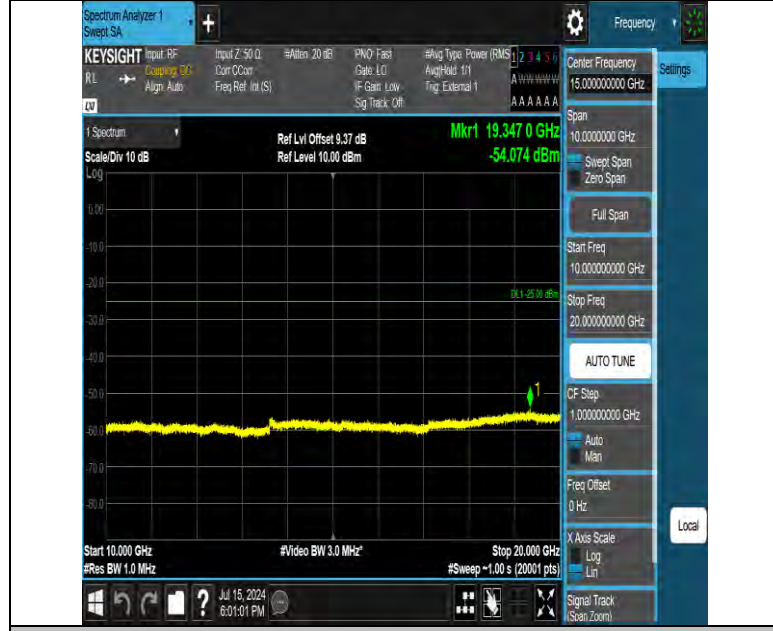 Spectrum Analyzer 1
Swept SA
+
Frequency
KEYSIGHT
RL
LXI
Input: RF
Coupling: DC
Align: Auto
Input Z: 50 Ω
Corr CCorr
Freq Ref: Int (S)
#Atten: 20 dB
PNO: Fast
Gate: LO
IF Gain: Low
Sig Track: Off
#Avg Type: Power (RMS
Avg|Hold: 1/1
Trig: External 1
1 2 3 4 5 6
A W W W W W
A A A A A A
1 Spectrum
Scale/Div 10 dB
Log
Ref Lvl Offset 9.37 dB
Ref Level 10.00 dBm
Mkr1 19.347 0 GHz
-54.074 dBm
0.00
-10.0
-20.0
-30.0
-40.0
-50.0
-60.0
-70.0
-80.0
DL1 -25.00 dBm
1
Start 10.000 GHz
#Res BW 1.0 MHz
#Video BW 3.0 MHz*
Stop 20.000 GHz
#Sweep ~1.00 s (20001 pts)
Center Frequency
15.000000000 GHz
Settings
Span
10.0000000 GHz
Swept Span
Zero Span
Full Span
Start Freq
10.000000000 GHz
Stop Freq
20.000000000 GHz
AUTO TUNE
CF Step
1.000000000 GHz
Auto
Man
Freq Offset
0 Hz
X Axis Scale
Log
Lin
Signal Track
(Span Zoom)
Local
?
Jul 15, 2024
6:01:01 PM